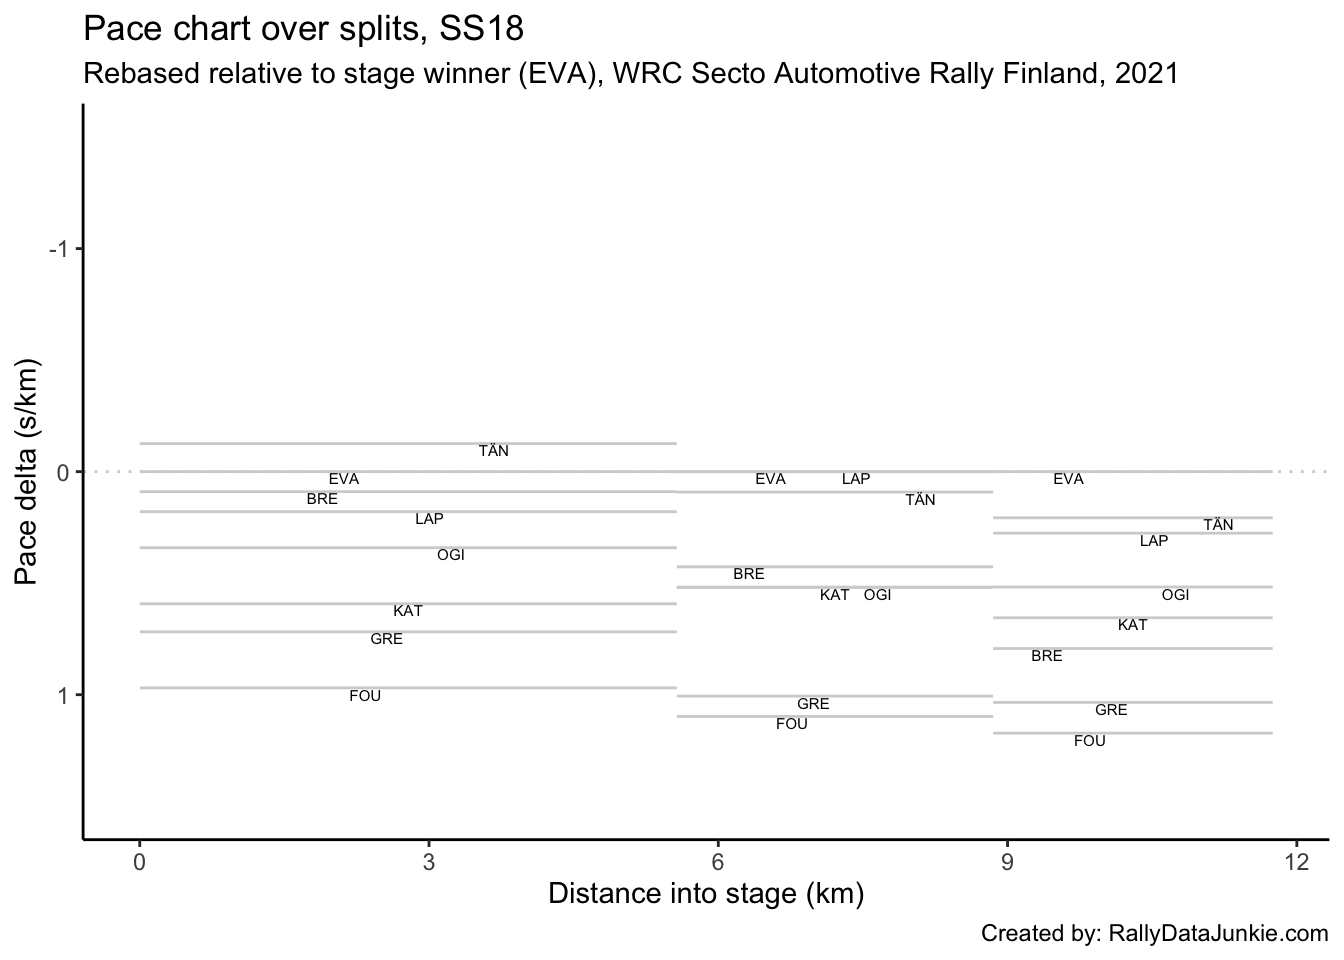 Pace chart over splits, SS18
Rebased relative to stage winner (EVA), WRC Secto Automotive Rally Finland, 2021
Pace delta (s/km)
-1
0
1
TÄN
EVA
BRE
LAP
OGI
KAT
GRE
FOU
EVA LAP
TÄN
BRE
KAT OGI
GRE
FOU
EVA
TÄN
LAP
OGI
KAT
BRE
GRE
FOU
0 3 6 9 12
Distance into stage (km)
Created by: RallyDataJunkie.com